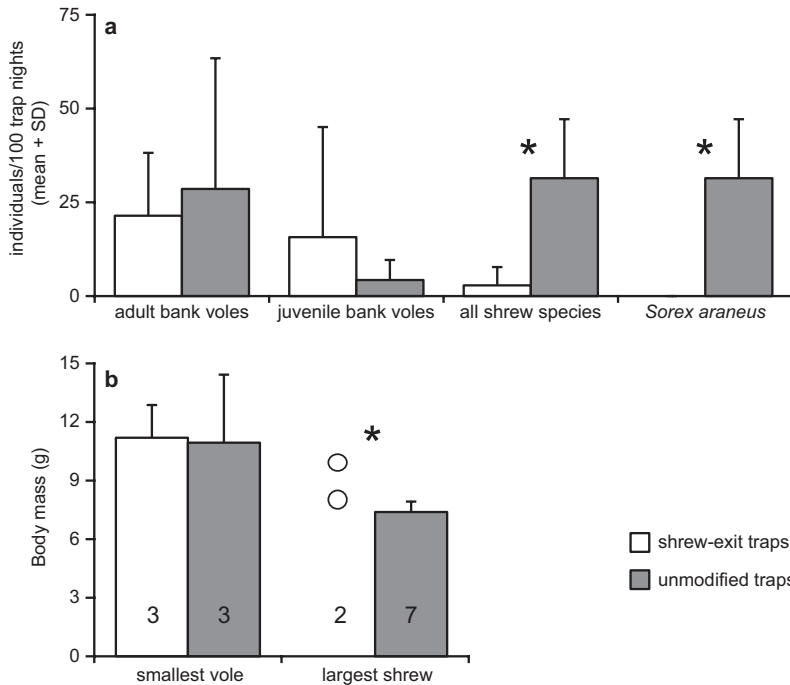 individuals/100 trap nights
(mean + SD)
75
50
25
0
a
*
*
adult bank voles
juvenile bank voles
all shrew species
Sorex araneus
Body mass (g)
15
12
9
6
3
0
b
*
3
3
2
7
smallest vole
largest shrew
shrew-exit traps
unmodified traps